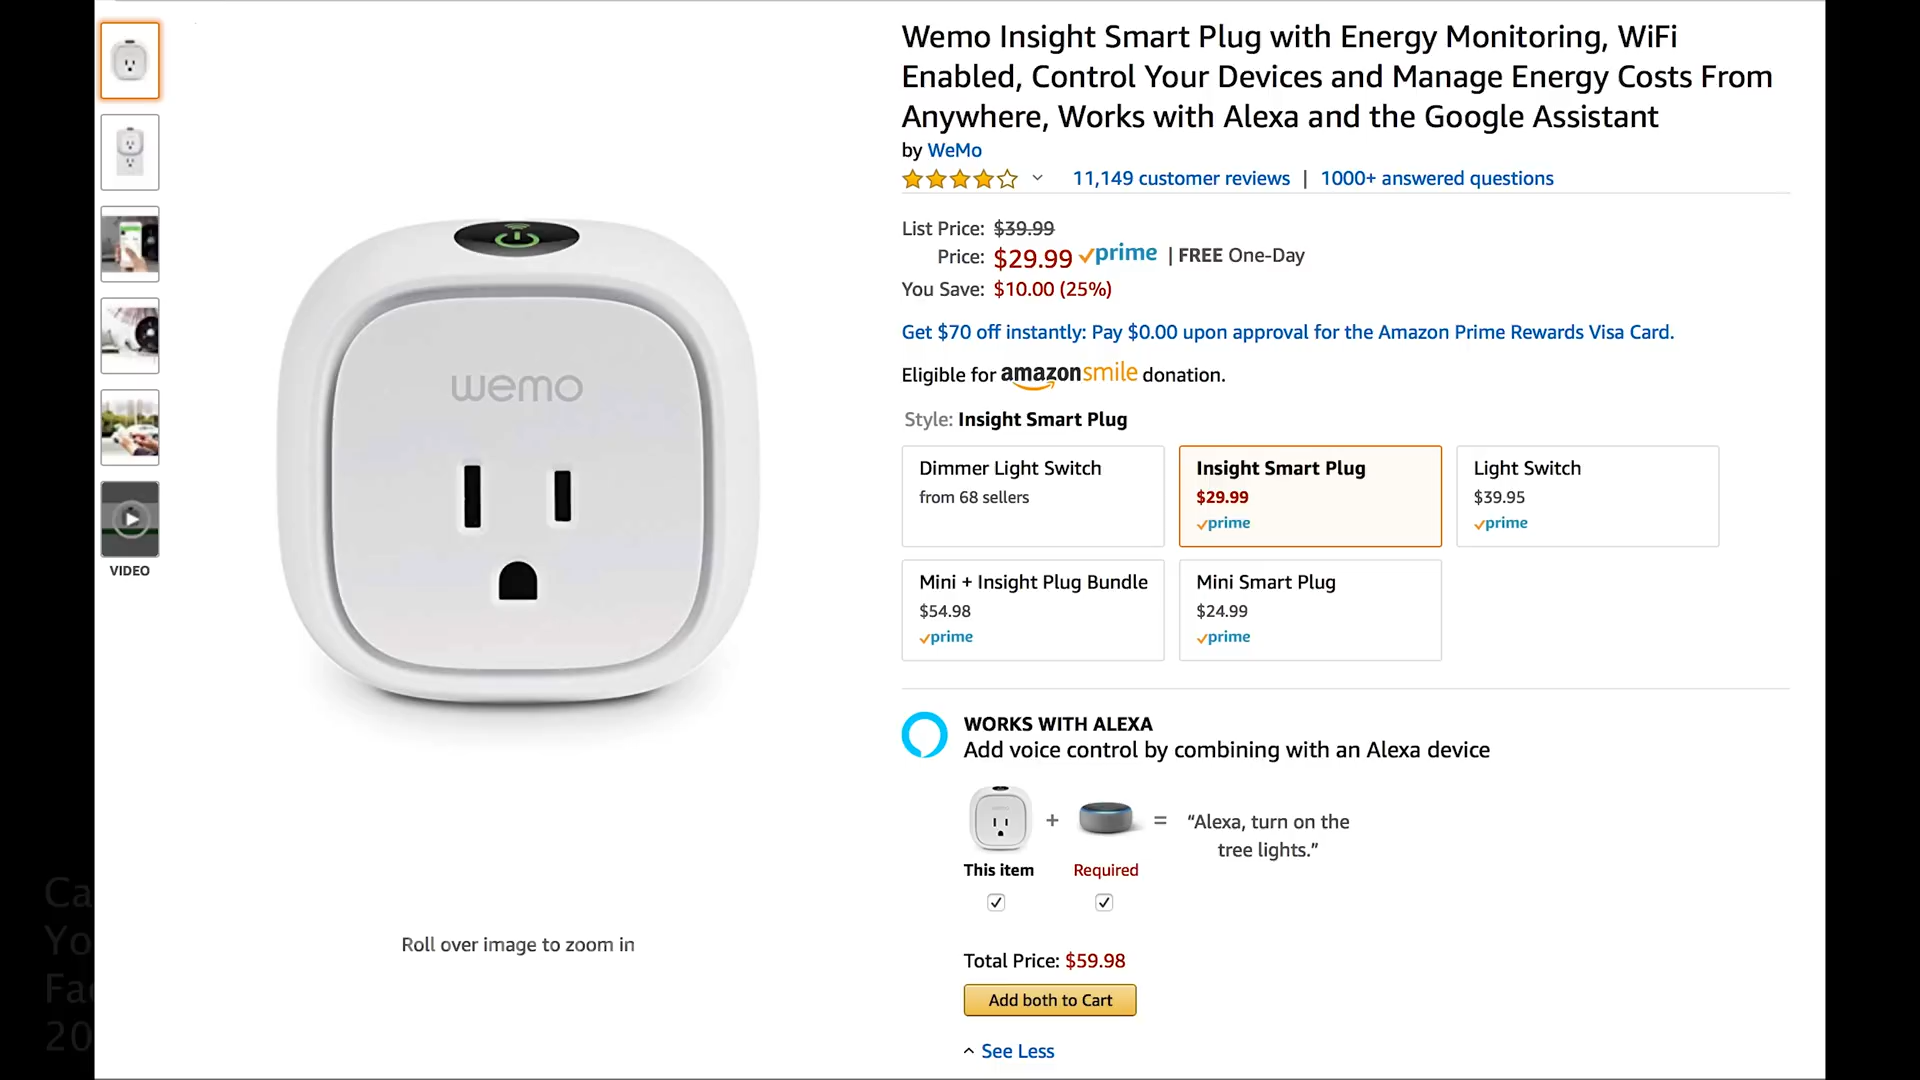 Wemo Insight Smart Plug with Energy Monitoring, WiFi
Enabled, Control Your Devices and Manage Energy Costs From
Anywhere, Works with Alexa and the Google Assistant
by WeMo
11,149 customer reviews | 1000+ answered questions
List Price: $39.99
Price: $29.99 prime | FREE One-Day
You Save: $10.00 (25%)
Get $70 off instantly: Pay $0.00 upon approval for the Amazon Prime Rewards Visa Card.
Eligible for amazonsmile donation.
Style: Insight Smart Plug
Dimmer Light Switch
from 68 sellers
Insight Smart Plug
$29.99
prime
Light Switch
$39.95
prime
Mini + Insight Plug Bundle
$54.98
prime
Mini Smart Plug
$24.99
prime
WORKS WITH ALEXA
Add voice control by combining with an Alexa device
+ = “Alexa, turn on the
tree lights.”
This item
Required
Total Price: $59.98
Add both to Cart
See Less
wemo
VIDEO
Roll over image to zoom in
Ca
Yo
Fa
20